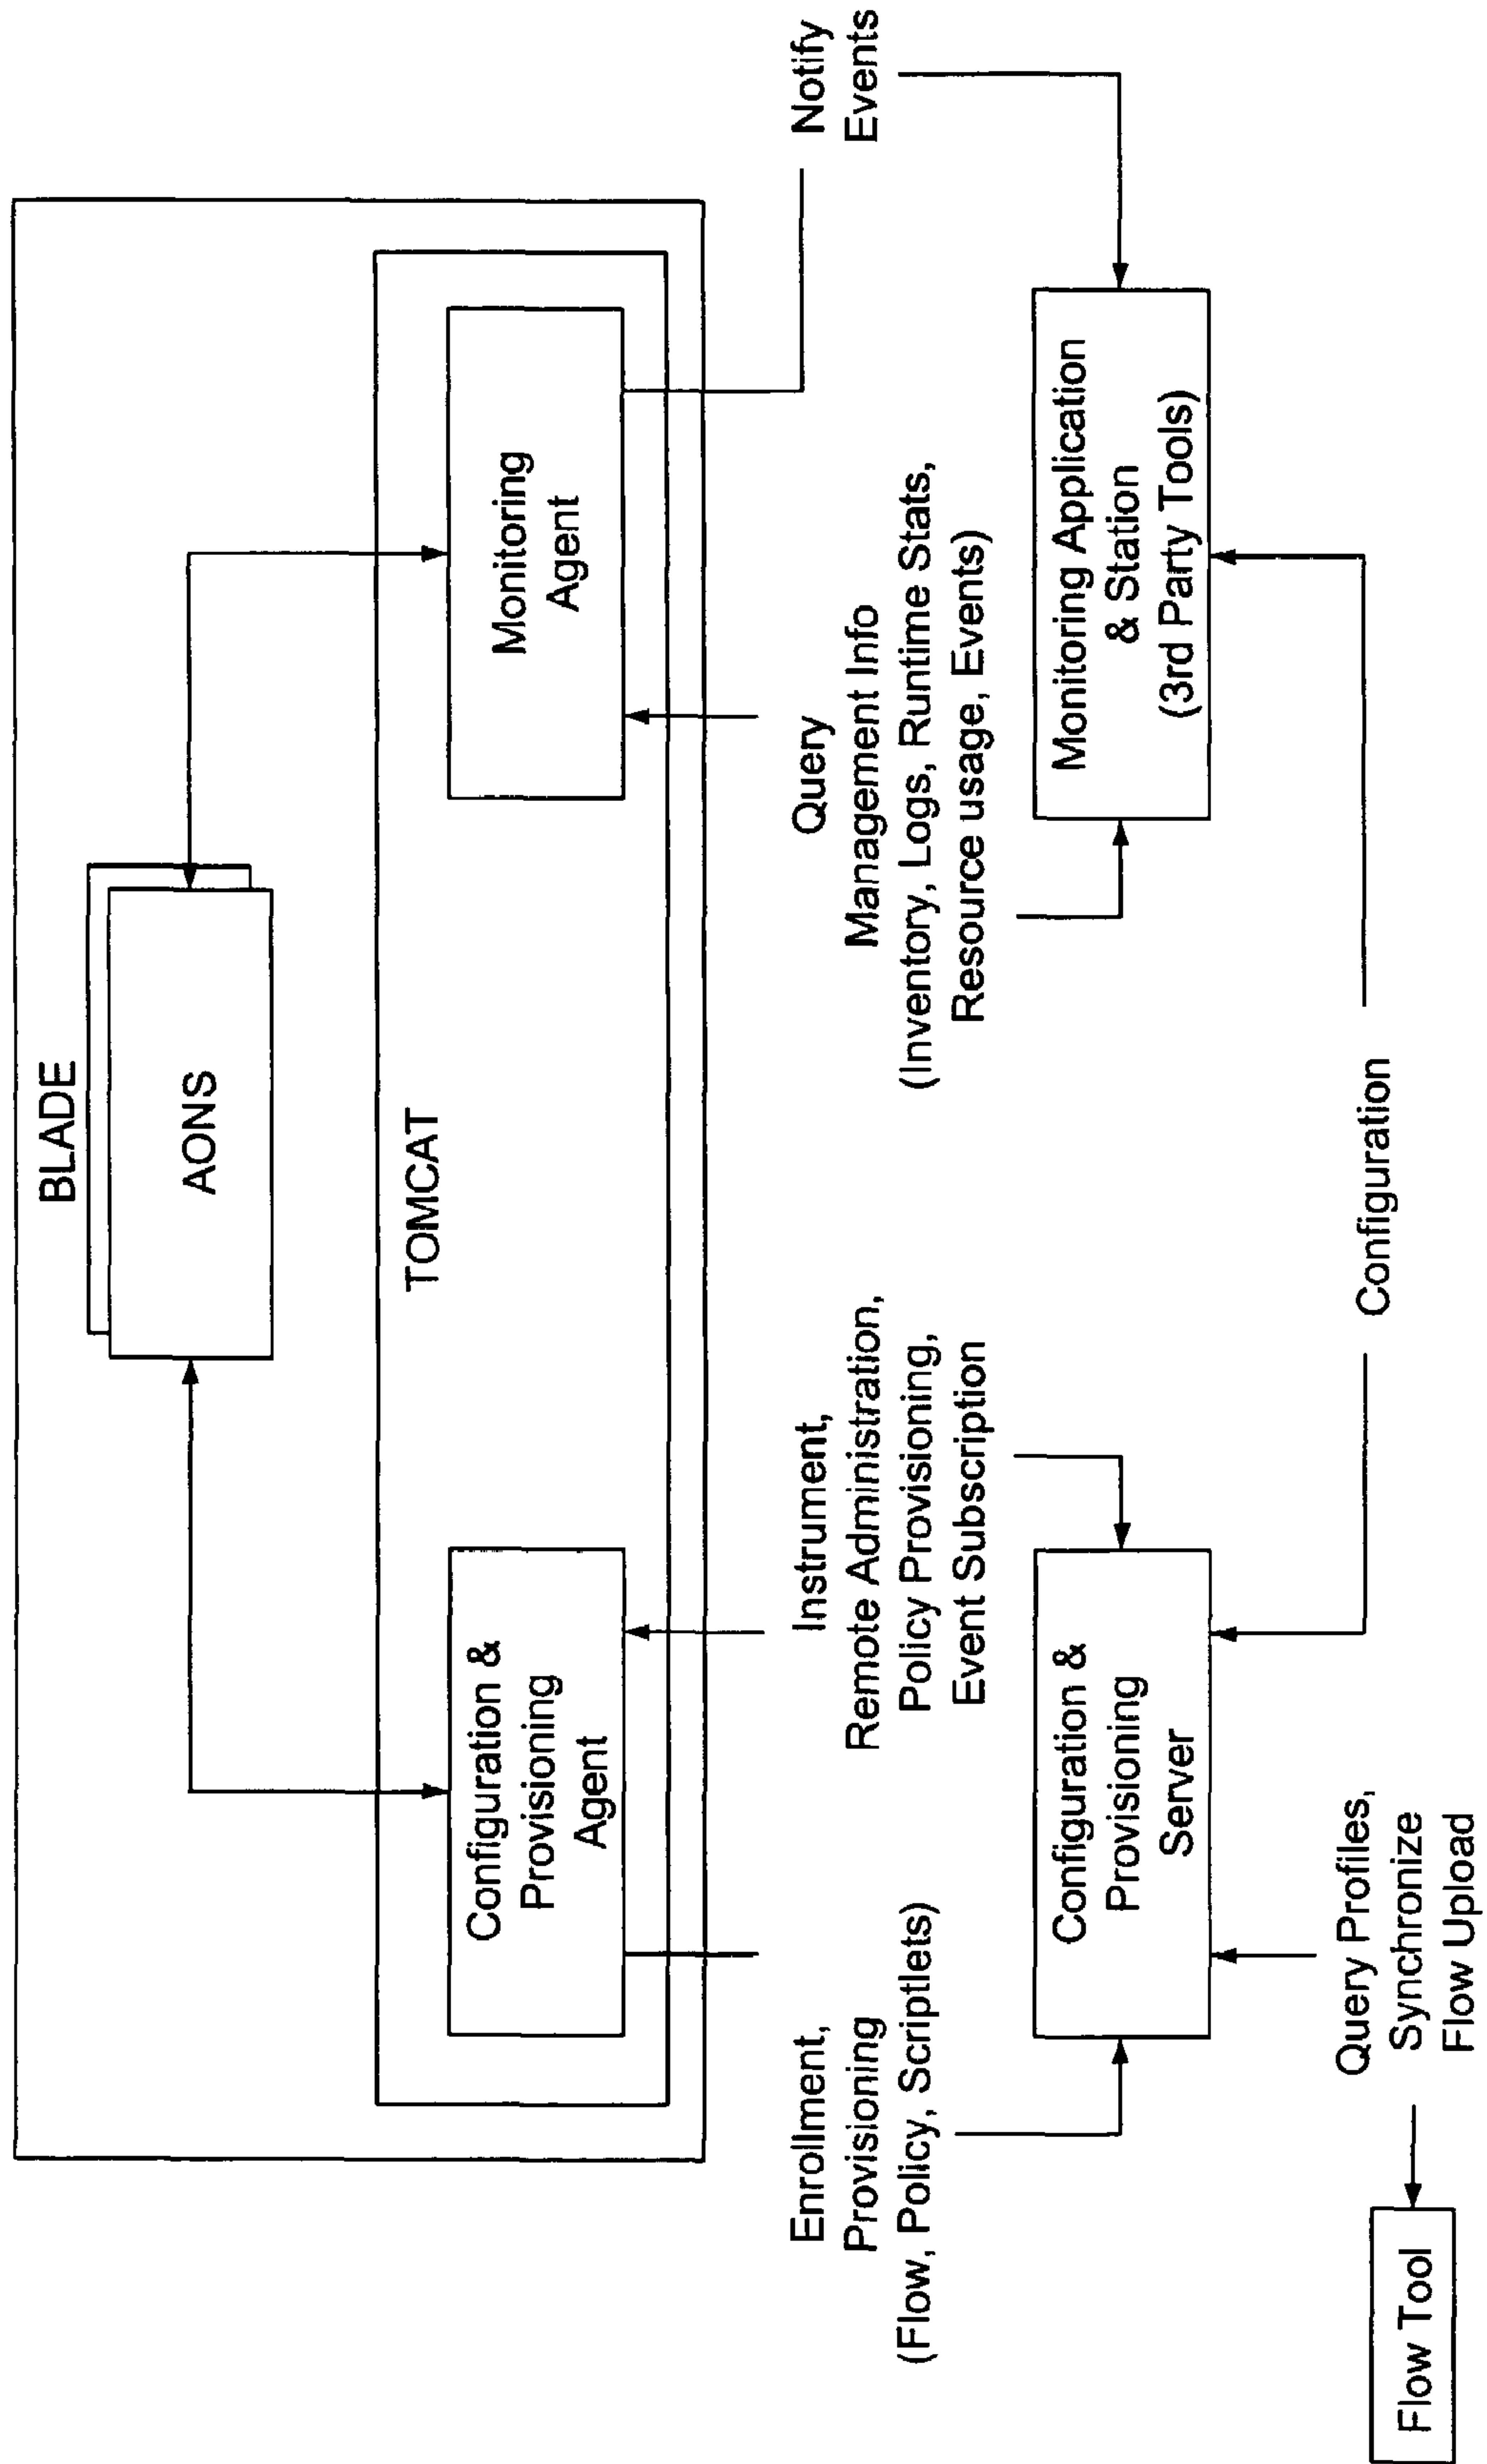 BLADE
AONS
TOMCAT
Configuration &
Provisioning
Agent
Monitoring
Agent
Enrollment,
Provisioning
(Flow, Policy, Scriptlets)
Instrument,
Remote Administration,
Policy Provisioning,
Event Subscription
Query
Management Info
(Inventory, Logs, Runtime Stats,
Resource usage, Events)
Notify
Events
Configuration &
Provisioning
Server
Monitoring Application
& Station
(3rd Party Tools)
Flow Tool
Query Profiles,
Synchronize
Flow Upload
Configuration